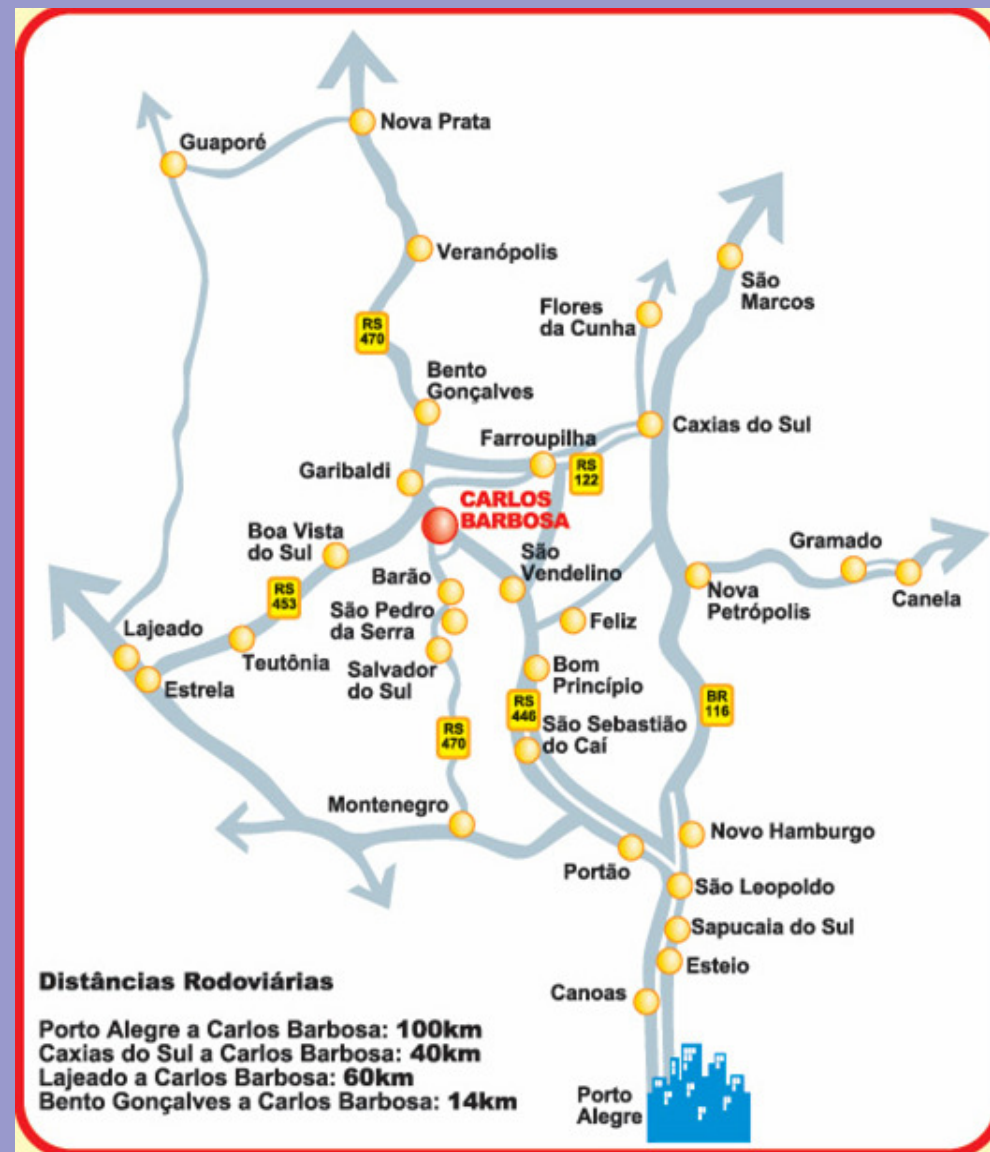 Nova Prata
Guaporé
Veranópolis
São
Marcos
Flores
da Cunha
RS
470
Bento
Gonçalves
Caxias do Sul
Farroupilha
Garibaldi
RS
122
CARLOS
BARBOSA
Boa Vista
do Sul
São
Vendelino
Gramado
Barão
Nova
Petrópolis
Canela
RS
453
São Pedro
da Serra
Feliz
Lajeado
Teutônia
Salvador
do Sul
Bom
Princípio
Estrela
RS
446
BR
116
São Sebastião
do Caí
RS
470
Montenegro
Novo Hamburgo
Portão
São Leopoldo
Sapucaia do Sul
Esteio
Canoas
Distâncias Rodoviárias
Porto Alegre a Carlos Barbosa: 100km
Caxias do Sul a Carlos Barbosa: 40km
Lajeado a Carlos Barbosa: 60km
Bento Gonçalves a Carlos Barbosa: 14km
Porto
Alegre